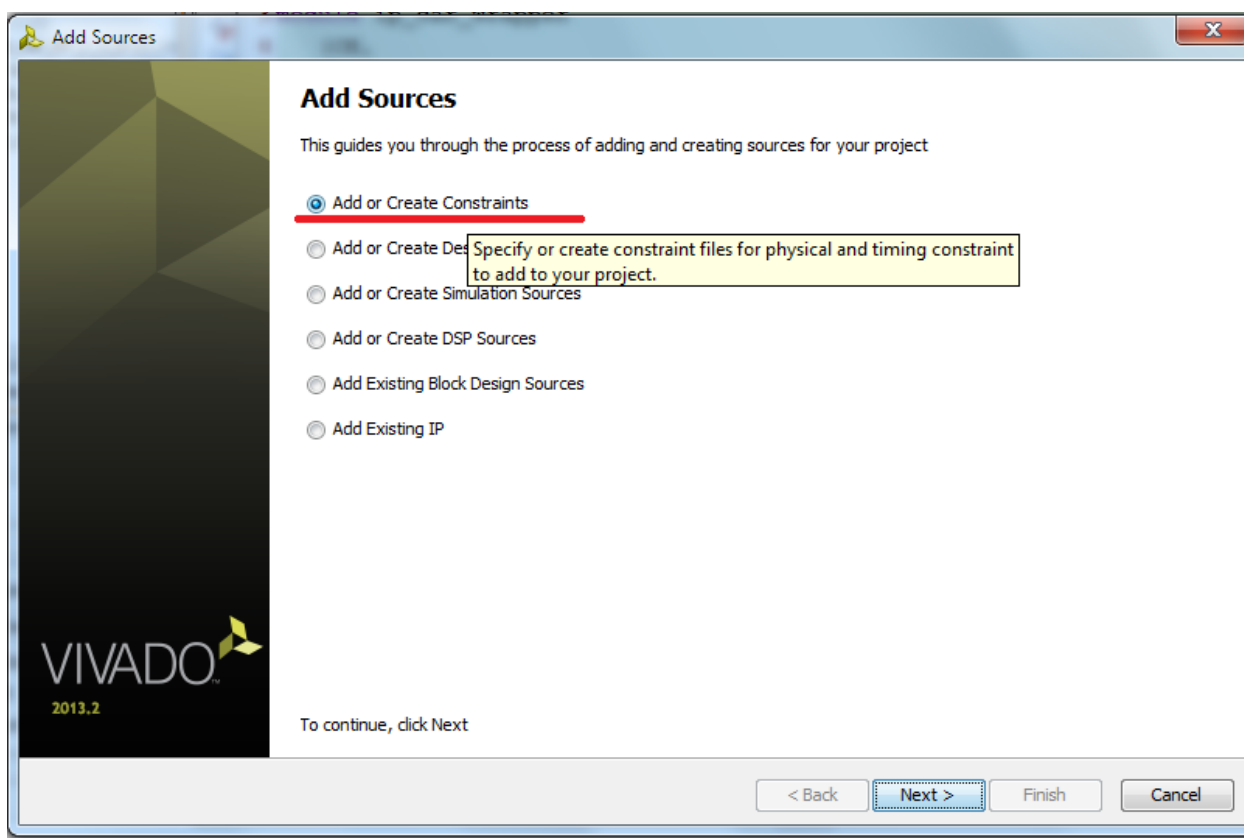 Add Sources
Add Sources
This guides you through the process of adding and creating sources for your project
Add or Create Constraints
Add or Create Des
Specify or create constraint files for physical and timing constraint
to add to your project.
Add or Create Simulation Sources
Add or Create DSP Sources
Add Existing Block Design Sources
Add Existing IP
VIVADO™
2013.2
To continue, click Next
< Back
Next >
Finish
Cancel